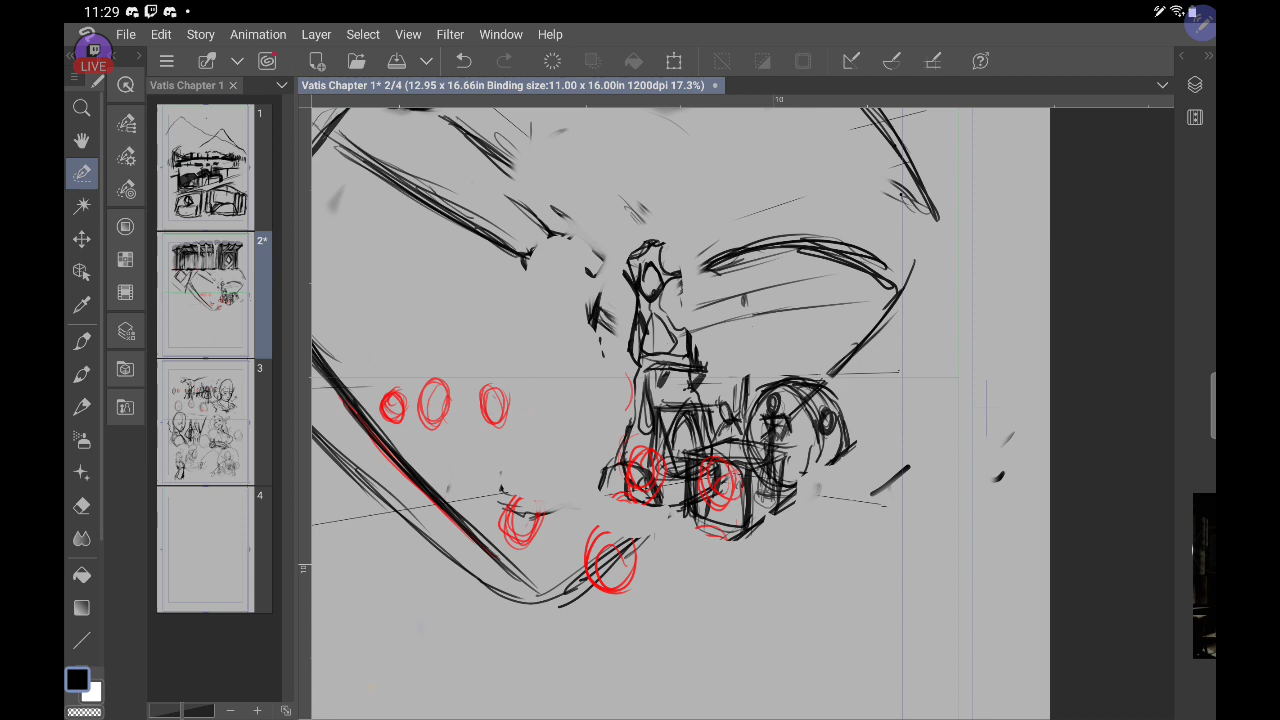 11:29
File Edit Story Animation Layer Select View Filter Window Help
LIVE
Vatis Chapter 1
Vatis Chapter 1* 2/4 (12.95 x 16.66in Binding size:11.00 x 16.00in 1200dpi 17.3%)
10
1
2*
3
4
10